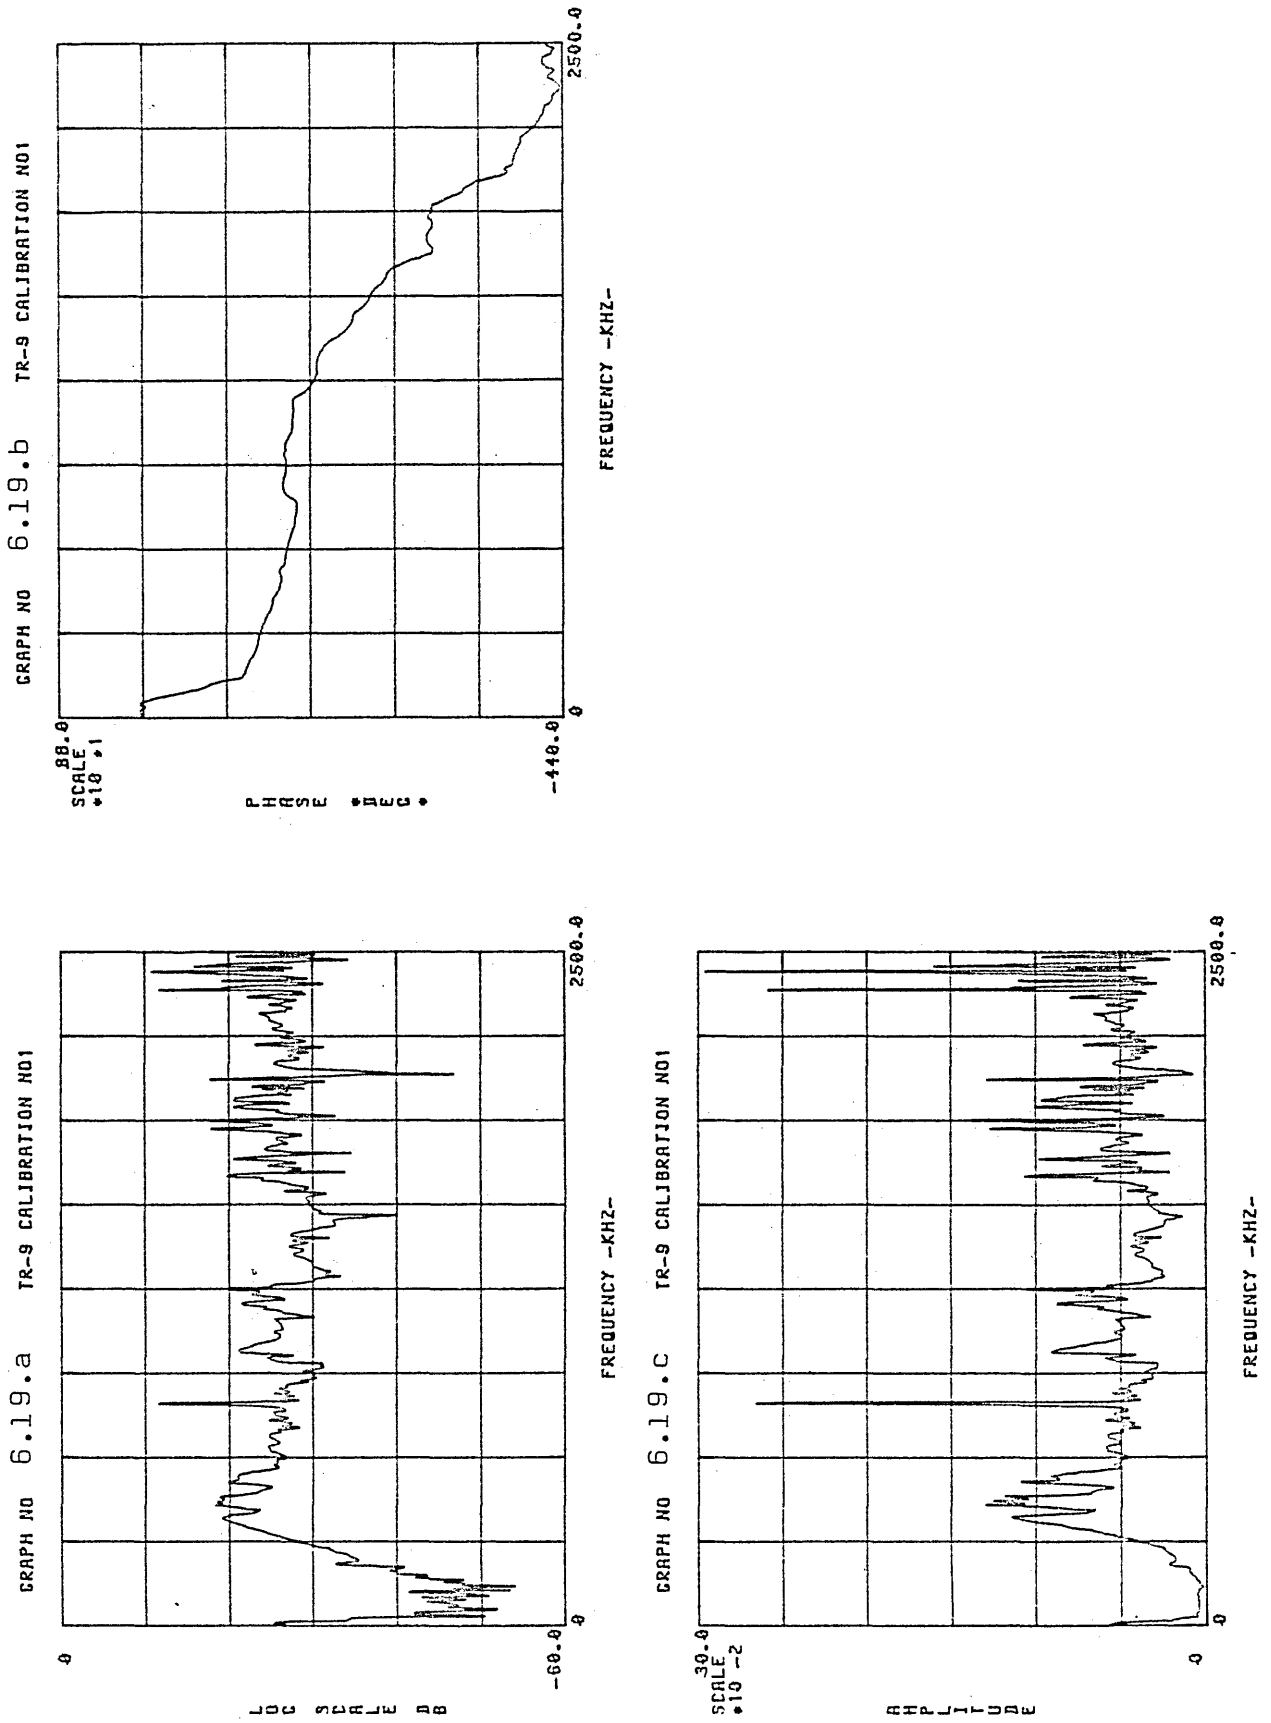 GRAPH NO 6.19.a TR-9 CALIBRATION NO1
0
LOG SCALE DB
-60.0
0
2500.0
FREQUENCY -KHZ-
GRAPH NO 6.19.b TR-9 CALIBRATION NO1
88.0
SCALE
*10 *1
PHASE *DEG*
-440.0
0
2500.0
FREQUENCY -KHZ-
GRAPH NO 6.19.c TR-9 CALIBRATION NO1
30.0
SCALE
*10 -2
AMPLITUDE
0
0
2500.0
FREQUENCY -KHZ-